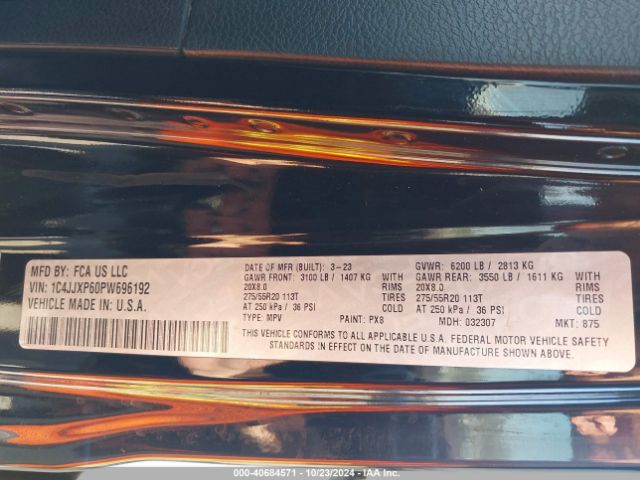 MFD. BY: FCA US LLC
VIN: 1C4JJXP60PW696192
VEHICLE MADE IN U.S.A.
DATE OF MFR (BUILT): 3-23
GVWR: 6200 LB / 2813 KG
GAWR FRONT: 3100 LB / 1407 KG
GAWR REAR: 3550 LB / 1611 KG
20X8.0 RIMS 20X8.0 RIMS
275/55R20 113T TIRES 275/55R20 113T TIRES
AT 250 kPa / 36 PSI COLD AT 250 kPa / 36 PSI COLD
TYPE: MPV PAINT: PX8 MDH: 032307 MKT: 875
THIS VEHICLE CONFORMS TO ALL APPLICABLE U.S.A. FEDERAL MOTOR VEHICLE SAFETY
STANDARDS IN EFFECT ON THE DATE OF MANUFACTURE SHOWN ABOVE.
000-40684571 - 10/23/2024 - IAA Inc.